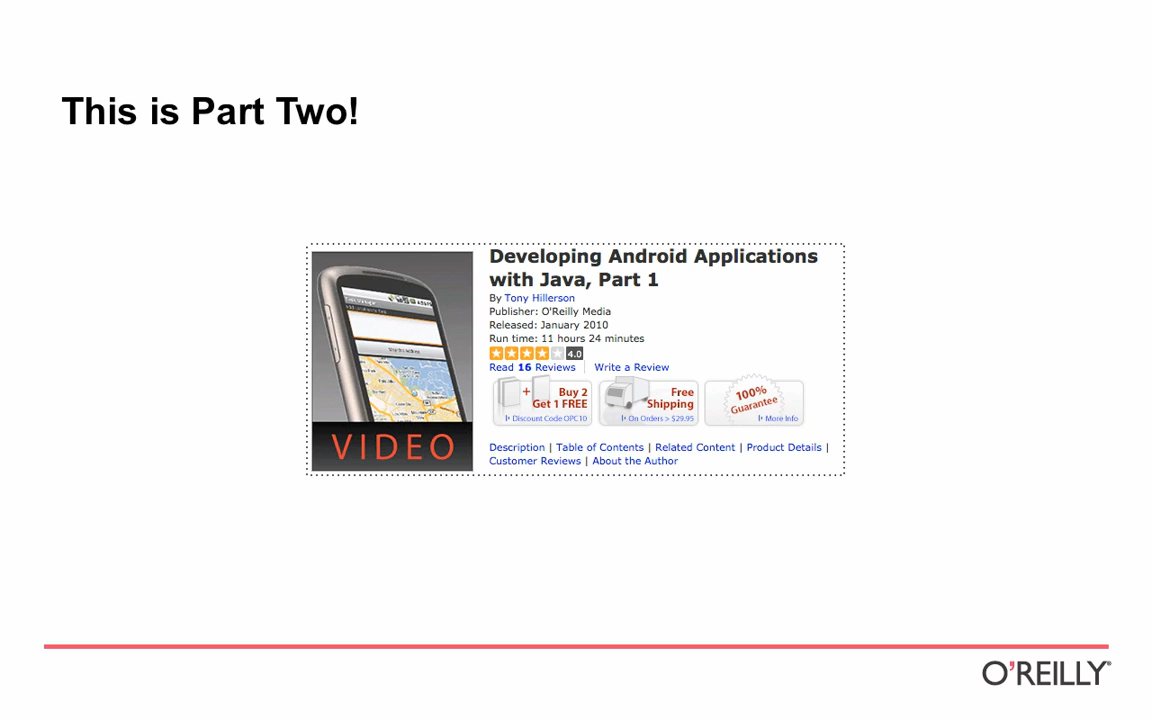 This is Part Two!
Developing Android Applications
with Java, Part 1
By Tony Hillerson
Publisher: O'Reilly Media
Released: January 2010
Run time: 11 hours 24 minutes
4.0
Read 16 Reviews Write a Review
+ Buy 2
Get 1 FREE
Discount Code OPC10
Free
Shipping
On Orders > $29.95
100%
Guarantee
More Info
VIDEO
Description | Table of Contents | Related Content | Product Details |
Customer Reviews | About the Author
O'REILLY®